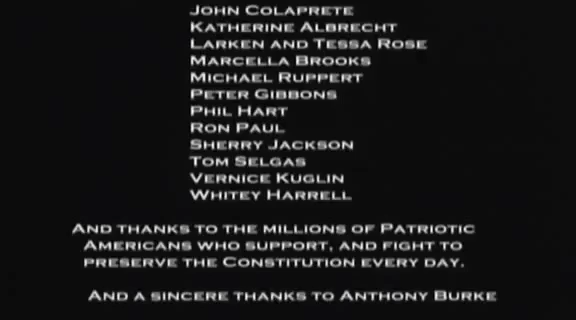 John Colaprete
Katherine Albrecht
Larken and Tessa Rose
Marcella Brooks
Michael Ruppert
Peter Gibbons
Phil Hart
Ron Paul
Sherry Jackson
Tom Selgas
Vernice Kuglin
Whitey Harrell
And thanks to the millions of Patriotic
Americans who support, and fight to
preserve the Constitution every day.
And a sincere thanks to Anthony Burke